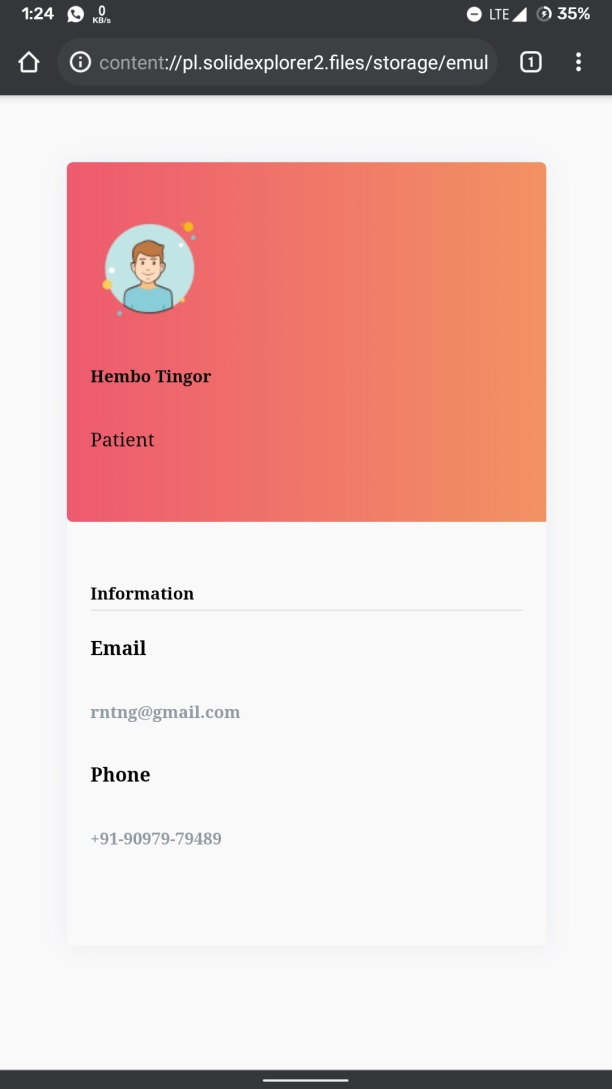 1:24
0
KB/s
LTE
35%
content://pl.solidexplorer2.files/storage/emul
1
Hembo Tingor
Patient
Information
Email
rntng@gmail.com
Phone
+91-90979-79489